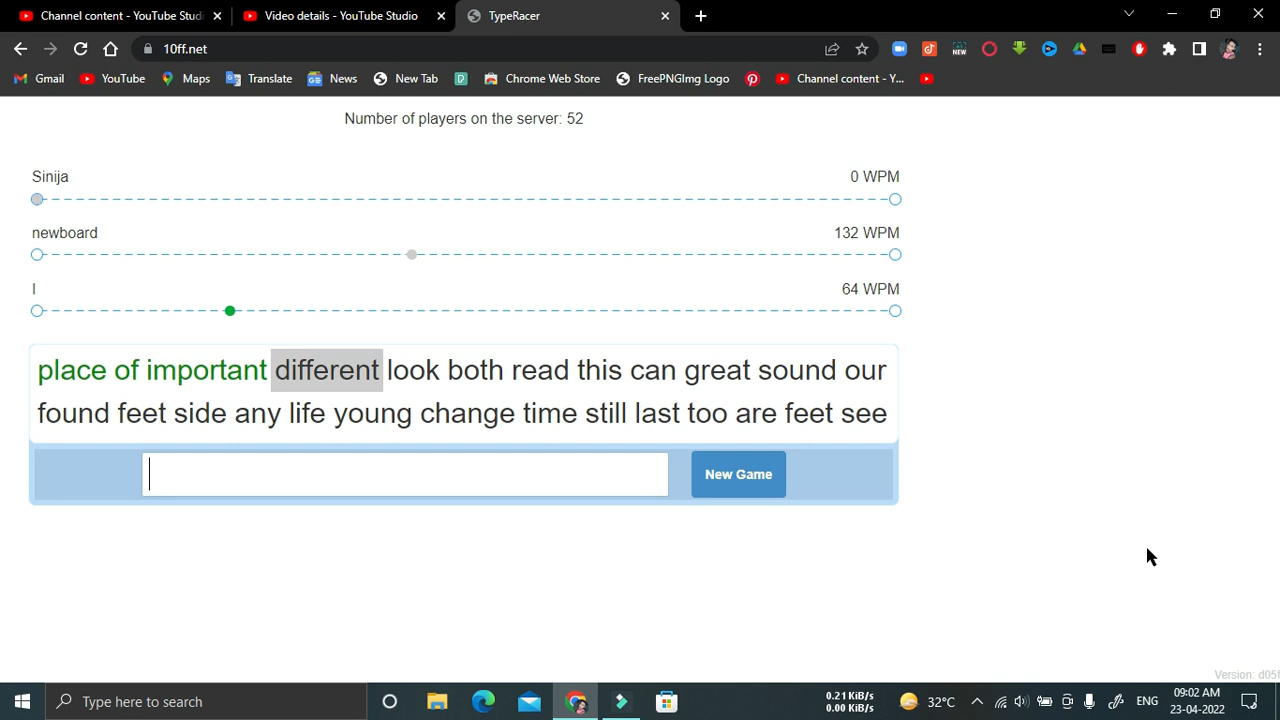 Channel content - YouTube Studi
Video details - YouTube Studio
TypeRacer
10ff.net
NEW
Gmail YouTube Maps Translate News New Tab Chrome Web Store FreePNGImg Logo Channel content - Y...
Number of players on the server: 52
Sinija 0 WPM
newboard 132 WPM
I 64 WPM
place of important different look both read this can great sound our
found feet side any life young change time still last too are feet see
New Game
Version: d05f
Type here to search
0.21 KiB/s
0.00 KiB/s
32°C
ENG
09:02 AM
23-04-2022